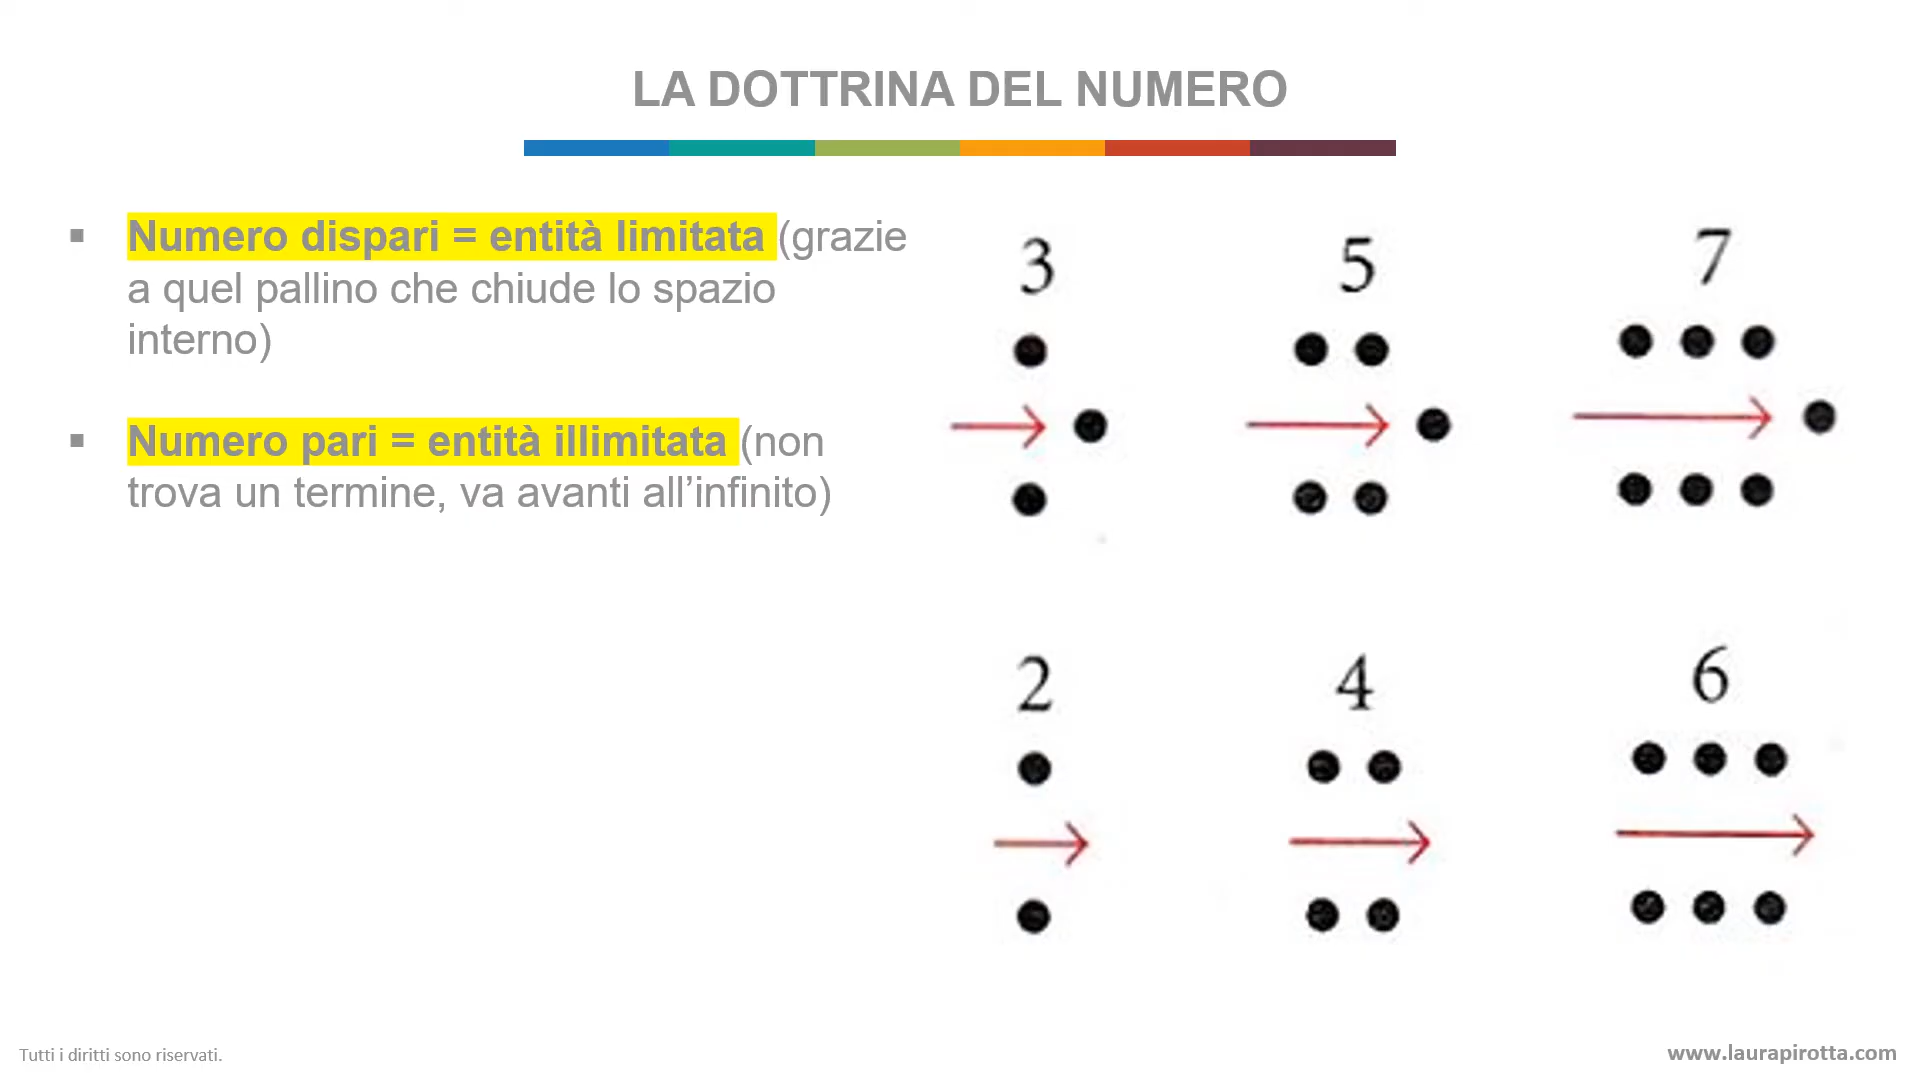 LA DOTTRINA DEL NUMERO
▪ Numero dispari = entità limitata (grazie
a quel pallino che chiude lo spazio
interno)
▪ Numero pari = entità illimitata (non
trova un termine, va avanti all’infinito)
3 5 7
2 4 6
Tutti i diritti sono riservati.
www.laurapirotta.com